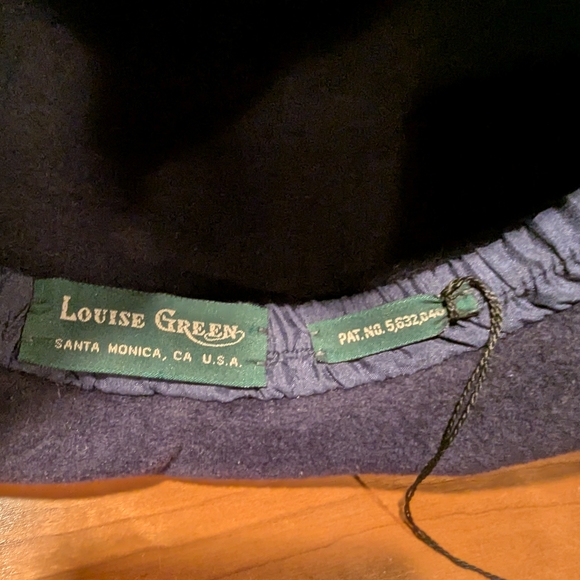 LOUISE GREEN
SANTA MONICA, CA U.S.A.
PAT. NO. 5,632,040